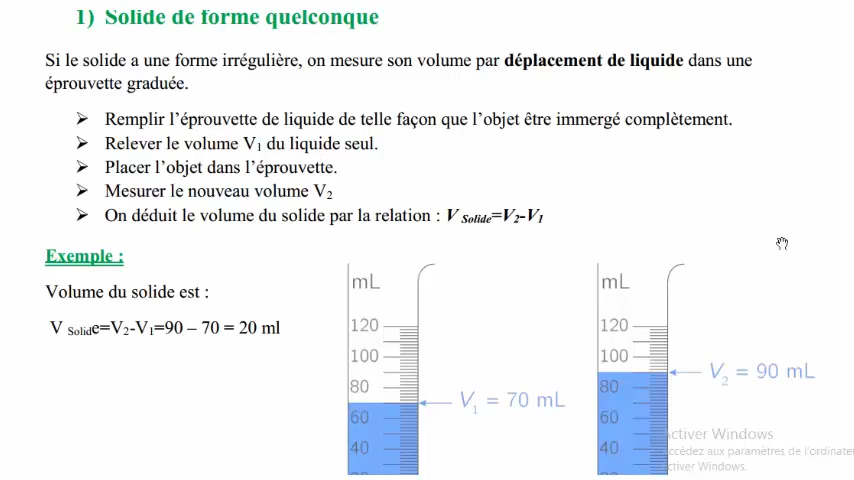 1) Solide de forme quelconque
Si le solide a une forme irrégulière, on mesure son volume par déplacement de liquide dans une
éprouvette graduée.
➢ Remplir l’éprouvette de liquide de telle façon que l’objet être immergé complètement.
➢ Relever le volume V₁ du liquide seul.
➢ Placer l’objet dans l’éprouvette.
➢ Mesurer le nouveau volume V2
➢ On déduit le volume du solide par la relation : V Solide=V2-V1
Exemple :
Volume du solide est :
V Solide=V₂-V₁=90 – 70 = 20 ml
mL
120
100
80
60
40
V₁ = 70 mL
mL
120
100
80
60
40
V₂ = 90 mL
Activer Windows
Accédez aux paramètres de l'ordinate
activer Windows.